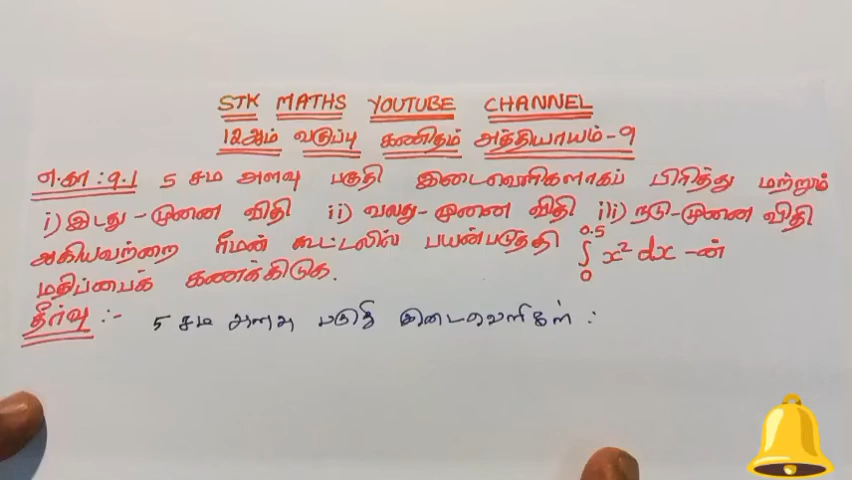 STK MATHS YOUTUBE CHANNEL
12ஆம் வகுப்பு கணிதம் அத்தியாயம் - 9
எ.கா : 9.1 5 சம அளவு பகுதி இடைவெளிகளாகப் பிரித்து மற்றும்
i) இடது - முனை விதி ii) வலது - முனை விதி iii) நடு - முனை விதி
ஆகியவற்றை ரீமன் கூட்டலில் பயன்படுத்தி ∫₀^0.5 x² dx -ன்
மதிப்பைக் கணக்கிடுக.
தீர்வு :- 5 சம அளவு பகுதி இடைவெளிகள் :